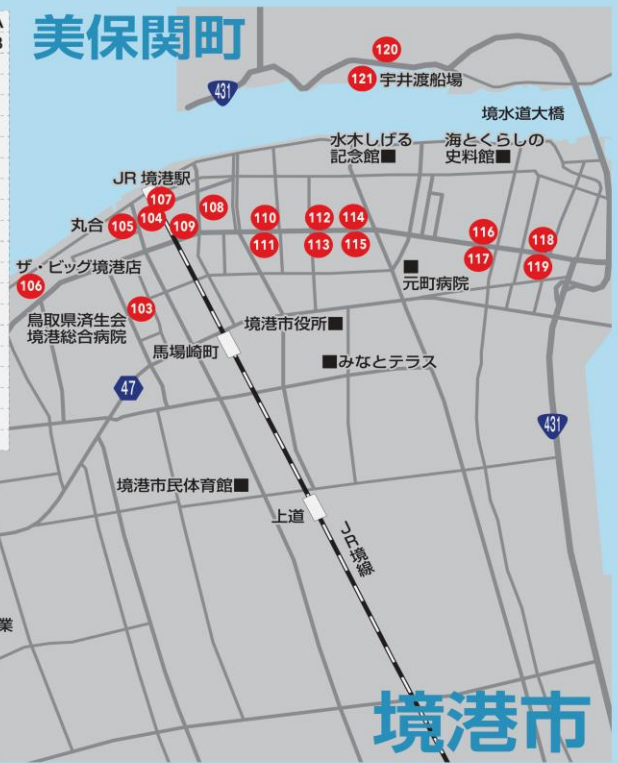 A
B
美保関町
120
121 宇井渡船場
431
境水道大橋
水木しげる
記念館■
海とくらしの
史料館■
JR 境港駅
107
108
丸合 105
104
109
110
112
114
111
113
115
116
117
118
119
ザ・ビッグ境港店
106
元町病院
鳥取県済生会
境港総合病院
103
境港市役所■
馬場崎町
■みなとテラス
47
431
境港市民体育館■
上道
JR境線
業
境港市